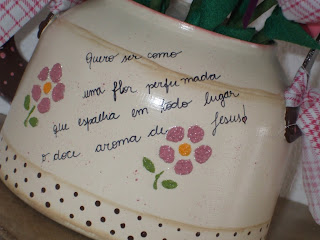 Quero ser como
uma flor perfumada
que espalha em todo lugar
o doce aroma de Jesus!